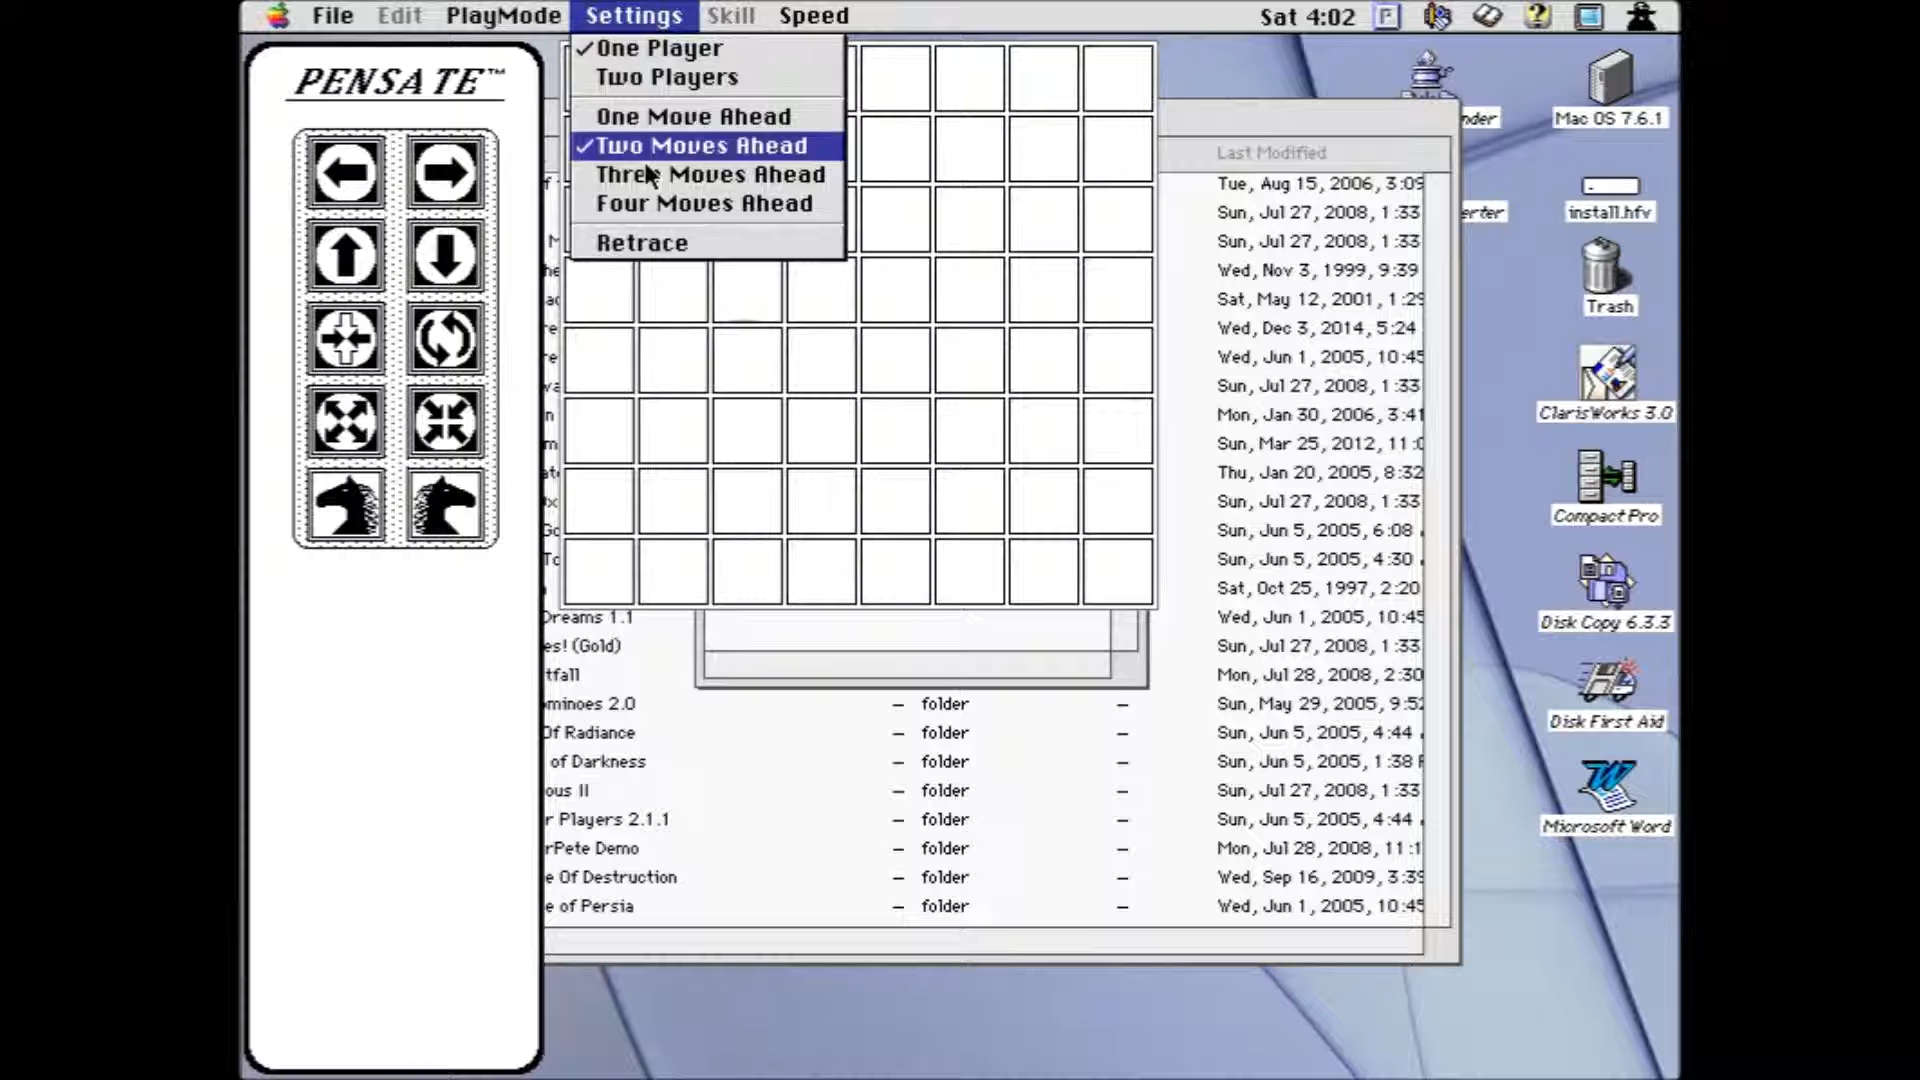 File Edit PlayMode Settings Skill Speed Sat 4:02
PENSATE™
✓One Player
Two Players
One Move Ahead
✓Two Moves Ahead
Three Moves Ahead
Four Moves Ahead
Retrace
Last Modified
Tue, Aug 15, 2006, 3:09
Sun, Jul 27, 2008, 1:33
Sun, Jul 27, 2008, 1:33
Wed, Nov 3, 1999, 9:39
Sat, May 12, 2001, 1:29
Wed, Dec 3, 2014, 5:24
Wed, Jun 1, 2005, 10:45
Sun, Jul 27, 2008, 1:33
Mon, Jan 30, 2006, 3:41
Sun, Mar 25, 2012, 11:0
Thu, Jan 20, 2005, 8:32
Sun, Jul 27, 2008, 1:33
Sun, Jun 5, 2005, 6:08
Sun, Jun 5, 2005, 4:30
Sat, Oct 25, 1997, 2:20
Dreams 1.1 Wed, Jun 1, 2005, 10:45
es! (Gold) Sun, Jul 27, 2008, 1:33
tfall Mon, Jul 28, 2008, 2:30
ominoes 2.0 – folder – Sun, May 29, 2005, 9:52
Of Radiance – folder – Sun, Jun 5, 2005, 4:44
of Darkness – folder – Sun, Jun 5, 2005, 1:38
ous II – folder – Sun, Jul 27, 2008, 1:33
r Players 2.1.1 – folder – Sun, Jun 5, 2005, 4:44
rPete Demo – folder – Mon, Jul 28, 2008, 11:1
e Of Destruction – folder – Wed, Sep 16, 2009, 3:39
e of Persia – folder – Wed, Jun 1, 2005, 10:45
nder
erter
Mac OS 7.6.1
install.hfv
Trash
ClarisWorks 3.0
Compact Pro
Disk Copy 6.3.3
Disk First Aid
Microsoft Word